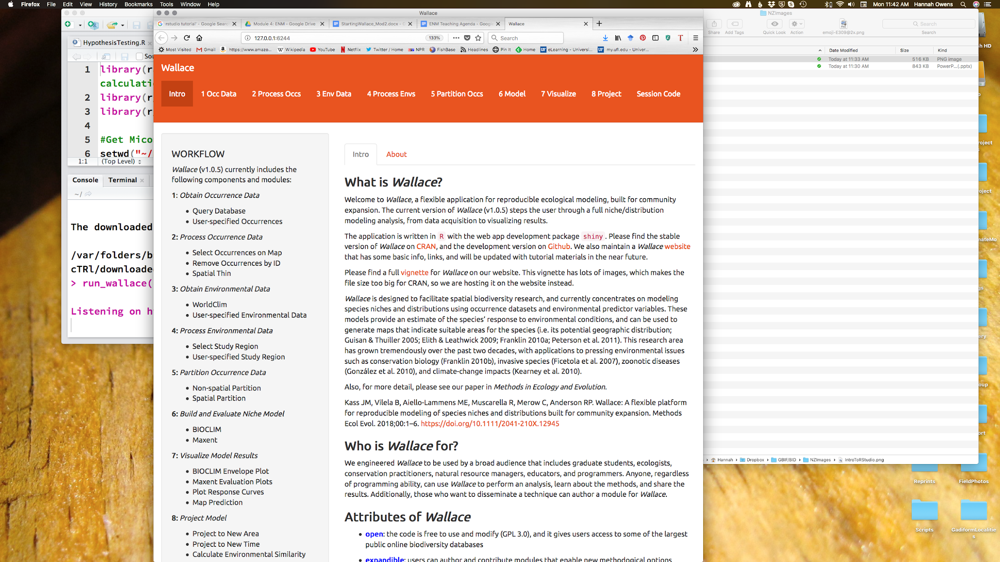 Firefox File Edit View History Bookmarks Tools Window Help
Mon 11:42 AM Hannah Owens
Wallace
NZImages
rstudio tutorial' - Google Searc
Module 4: ENM - Google Drive
StartingWallace_Mod2.docx - G
ENM Teaching Agenda - Google
Wallace
127.0.0.1:6244
133%
Search
Share Add Tags Quick Look Action emoji-E309@2x.png Search
Search
Most Visited Gmail https://www.amazo... Wikipedia YouTube Netflix Twitter / Home NPR FishBase Headlines Pin It Home eLearning - Universi... my.ufl.edu - Univer...
Date Modified Size Kind
Today at 11:33 AM 516 KB PNG image
Today at 11:30 AM 843 KB PowerP...(.pptx)
HypothesisTesting.R
Sou
1 library(r
calculati
2 library(r
3 library(r
4
5 #Get Mico
6 setwd("~/
1:1 (Top Level)
Console Terminal
~/
The downloaded
/var/folders/b
cTRl/downloade
> run_wallace(
Listening on h
Wallace
Intro 1 Occ Data 2 Process Occs 3 Env Data 4 Process Envs 5 Partition Occs 6 Model 7 Visualize 8 Project Session Code
WORKFLOW
Wallace (v1.0.5) currently includes the
following components and modules:
1: Obtain Occurrence Data
• Query Database
• User-specified Occurrences
2: Process Occurrence Data
• Select Occurrences on Map
• Remove Occurrences by ID
• Spatial Thin
3: Obtain Environmental Data
• WorldClim
• User-specified Environmental Data
4: Process Environmental Data
• Select Study Region
• User-specified Study Region
5: Partition Occurrence Data
• Non-spatial Partition
• Spatial Partition
6: Build and Evaluate Niche Model
• BIOCLIM
• Maxent
7: Visualize Model Results
• BIOCLIM Envelope Plot
• Maxent Evaluation Plots
• Plot Response Curves
• Map Prediction
8: Project Model
• Project to New Area
• Project to New Time
• Calculate Environmental Similarity
Intro About
What is Wallace?
Welcome to Wallace, a flexible application for reproducible ecological modeling, built for community
expansion. The current version of Wallace (v1.0.5) steps the user through a full niche/distribution
modeling analysis, from data acquisition to visualizing results.
The application is written in R with the web app development package shiny . Please find the stable
version of Wallace on CRAN, and the development version on Github. We also maintain a Wallace website
that has some basic info, links, and will be updated with tutorial materials in the near future.
Please find a full vignette for Wallace on our website. This vignette has lots of images, which makes the
file size too big for CRAN, so we are hosting it on the website instead.
Wallace is designed to facilitate spatial biodiversity research, and currently concentrates on modeling
species niches and distributions using occurrence datasets and environmental predictor variables. These
models provide an estimate of the species’ response to environmental conditions, and can be used to
generate maps that indicate suitable areas for the species (i.e. its potential geographic distribution;
Guisan & Thuiller 2005; Elith & Leathwick 2009; Franklin 2010a; Peterson et al. 2011). This research area
has grown tremendously over the past two decades, with applications to pressing environmental issues
such as conservation biology (Franklin 2010b), invasive species (Ficetola et al. 2007), zoonotic diseases
(González et al. 2010), and climate-change impacts (Kearney et al. 2010).
Also, for more detail, please see our paper in Methods in Ecology and Evolution.
Kass JM, Vilela B, Aiello-Lammens ME, Muscarella R, Merow C, Anderson RP. Wallace: A flexible platform
for reproducible modeling of species niches and distributions built for community expansion. Methods
Ecol Evol. 2018;00:1–6. https://doi.org/10.1111/2041-210X.12945
Who is Wallace for?
We engineered Wallace to be used by a broad audience that includes graduate students, ecologists,
conservation practitioners, natural resource managers, educators, and programmers. Anyone, regardless
of programming ability, can use Wallace to perform an analysis, learn about the methods, and share the
results. Additionally, those who want to disseminate a technique can author a module for Wallace.
Attributes of Wallace
• open: the code is free to use and modify (GPL 3.0), and it gives users access to some of the largest
public online biodiversity databases
• expandible: users can author and contribute modules that enable new methodological options
Hannah › Dropbox › GBIF/BID › NZImages › IntroToRStudio.png
sh HD
roject
oject
mateMo
gs
ery
oup
ort
Reprints
FieldPhotos
Scripts
GadiformLocalitie
s